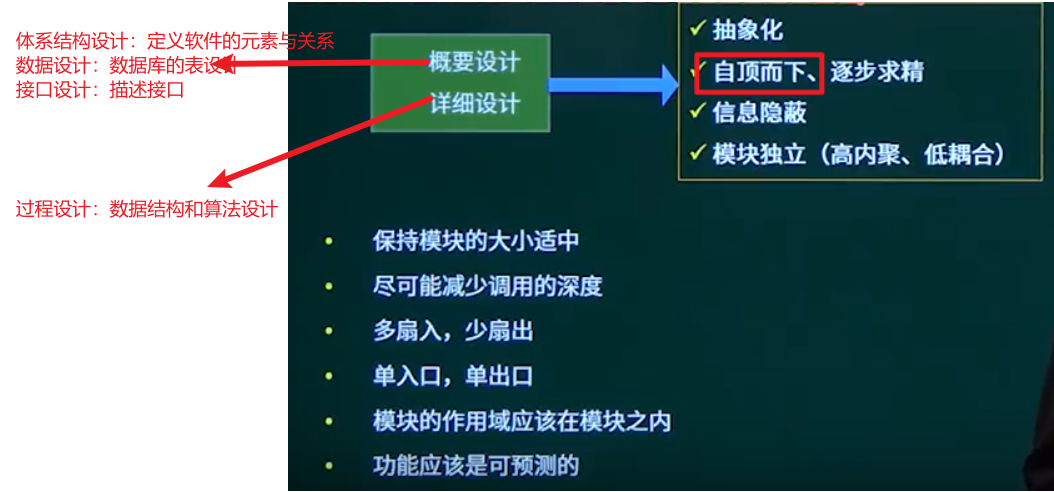 体系结构设计：定义软件的元素与关系
数据设计：数据库的表设计
接口设计：描述接口
过程设计：数据结构和算法设计
概要设计
详细设计
✓ 抽象化
✓ 自顶而下、逐步求精
✓ 信息隐蔽
✓ 模块独立（高内聚、低耦合）
• 保持模块的大小适中
• 尽可能减少调用的深度
• 多扇入，少扇出
• 单入口，单出口
• 模块的作用域应该在模块之内
• 功能应该是可预测的